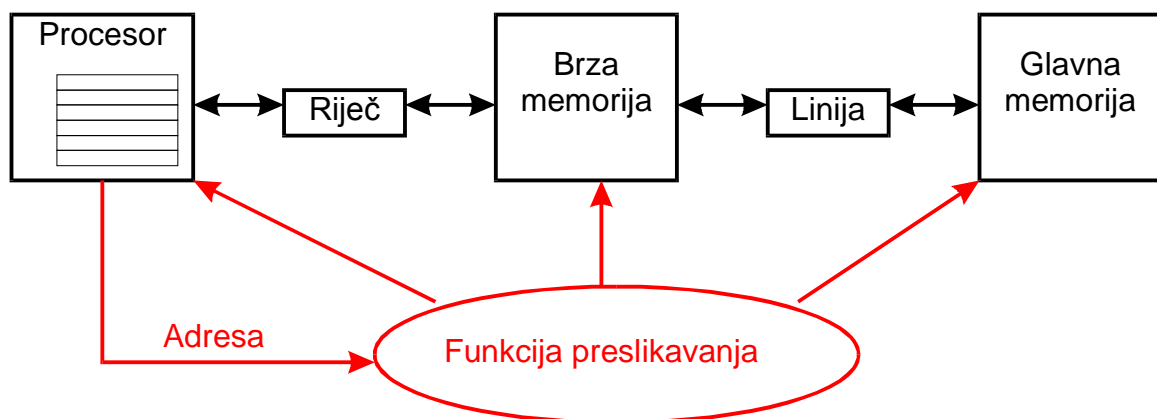 Procesor
Riječ
Brza
memorija
Linija
Glavna
memorija
Adresa
Funkcija preslikavanja